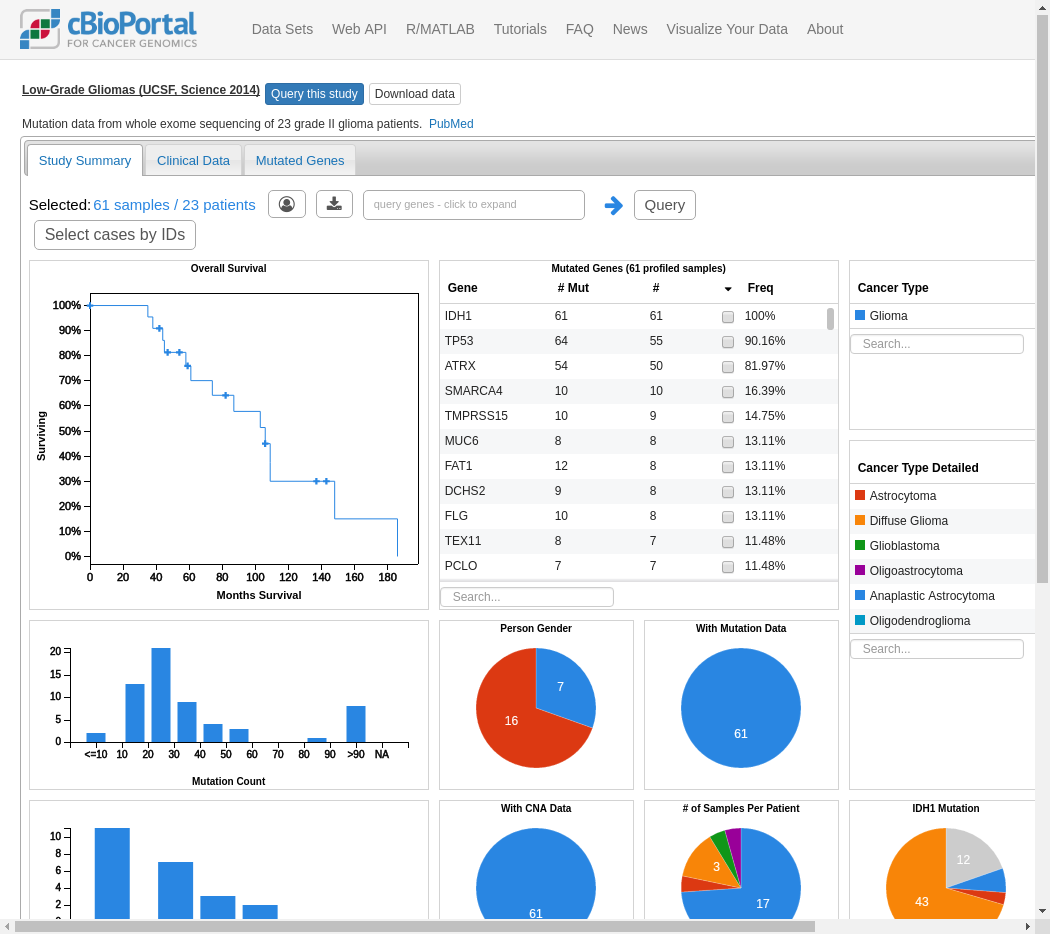 cBioPortal
FOR CANCER GENOMICS
Data Sets Web API R/MATLAB Tutorials FAQ News Visualize Your Data About
Low-Grade Gliomas (UCSF, Science 2014) Query this study Download data
Mutation data from whole exome sequencing of 23 grade II glioma patients. PubMed
Study Summary Clinical Data Mutated Genes
Selected: 61 samples / 23 patients query genes - click to expand Query
Select cases by IDs
Overall Survival
100%
90%
80%
70%
60%
50%
40%
30%
20%
10%
0%
Surviving
0 20 40 60 80 100 120 140 160 180
Months Survival
Mutated Genes (61 profiled samples)
Gene # Mut # Freq
IDH1 61 61 100%
TP53 64 55 90.16%
ATRX 54 50 81.97%
SMARCA4 10 10 16.39%
TMPRSS15 10 9 14.75%
MUC6 8 8 13.11%
FAT1 12 8 13.11%
DCHS2 9 8 13.11%
FLG 10 8 13.11%
TEX11 8 7 11.48%
PCLO 7 7 11.48%
Search...
Cancer Type
Glioma
Search...
Cancer Type Detailed
Astrocytoma
Diffuse Glioma
Glioblastoma
Oligoastrocytoma
Anaplastic Astrocytoma
Oligodendroglioma
Search...
20
15
10
5
0
<=10 10 20 30 40 50 60 70 80 90 >90 NA
Mutation Count
Person Gender
7
16
With Mutation Data
61
10
8
6
4
2
With CNA Data
61
# of Samples Per Patient
3
17
IDH1 Mutation
12
43